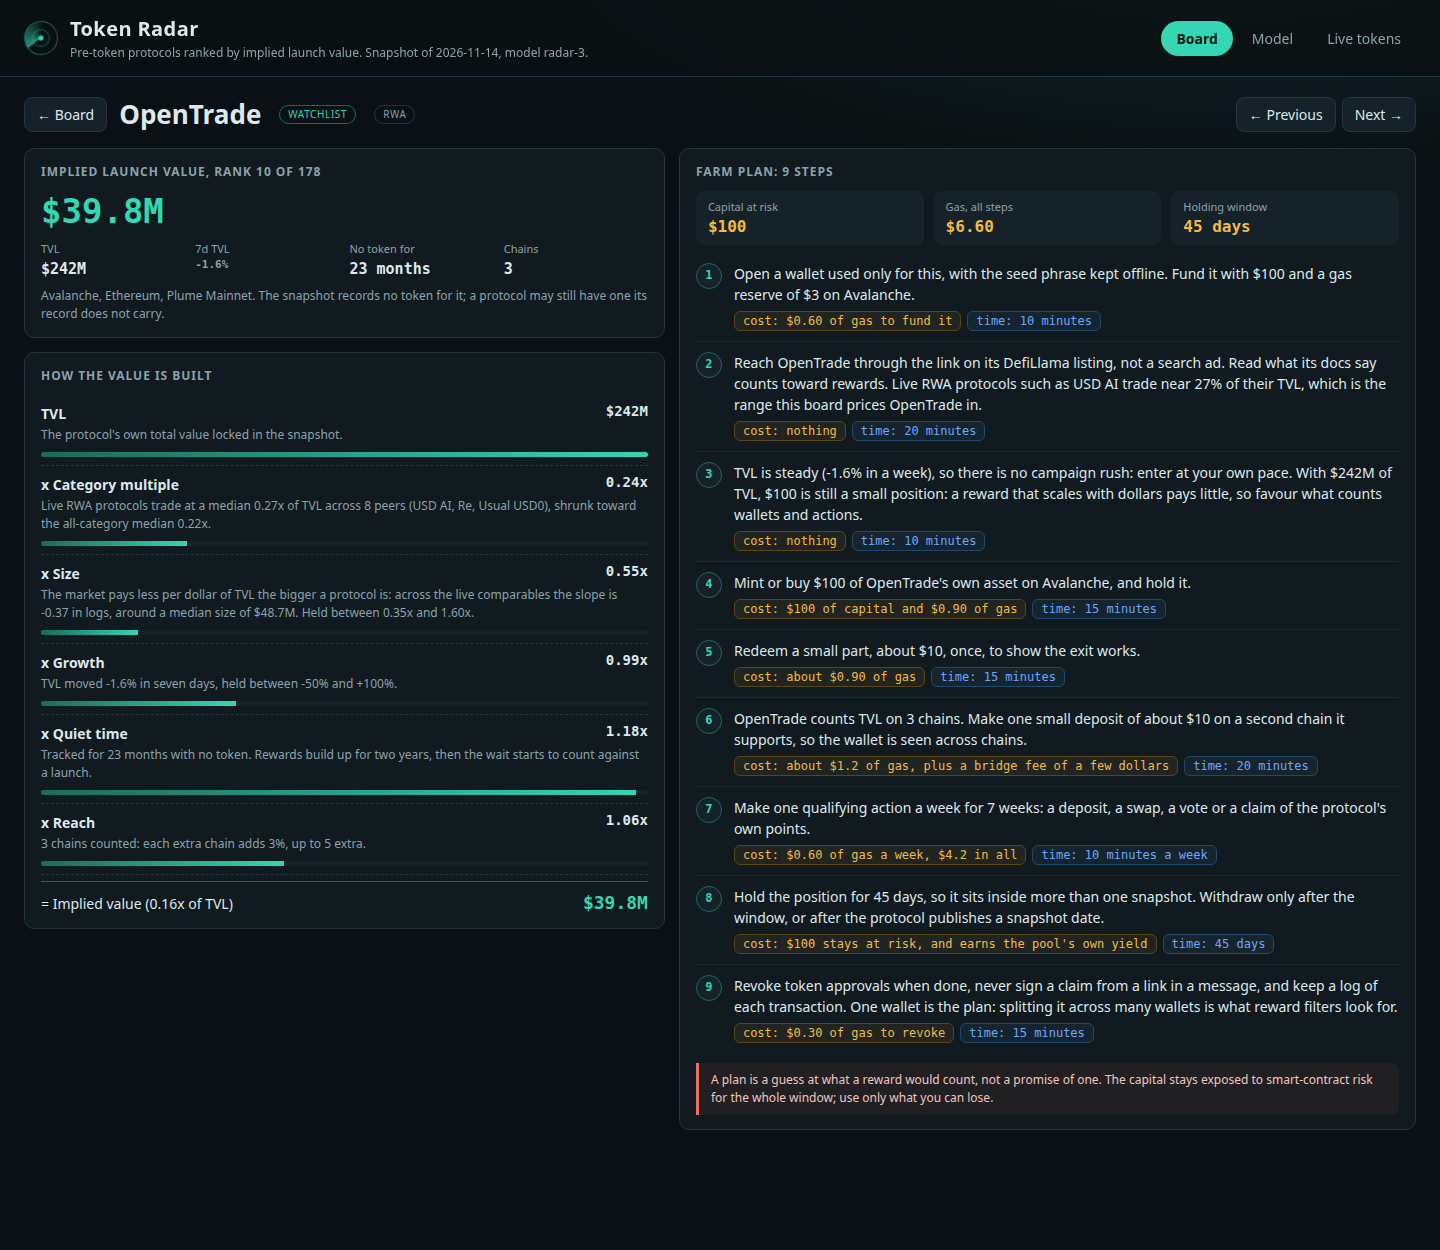 Token Radar
Pre-token protocols ranked by implied launch value. Snapshot of 2026-11-14, model radar-3.
Board
Model
Live tokens
← Board
OpenTrade
WATCHLIST
RWA
← Previous
Next →
IMPLIED LAUNCH VALUE, RANK 10 OF 178
$39.8M
TVL
$242M
7d TVL
-1.6%
No token for
23 months
Chains
3
Avalanche, Ethereum, Plume Mainnet. The snapshot records no token for it; a protocol may still have one its
record does not carry.
HOW THE VALUE IS BUILT
TVL
$242M
The protocol's own total value locked in the snapshot.
x Category multiple
0.24x
Live RWA protocols trade at a median 0.27x of TVL across 8 peers (USD AI, Re, Usual USD0), shrunk toward
the all-category median 0.22x.
x Size
0.55x
The market pays less per dollar of TVL the bigger a protocol is: across the live comparables the slope is
-0.37 in logs, around a median size of $48.7M. Held between 0.35x and 1.60x.
x Growth
0.99x
TVL moved -1.6% in seven days, held between -50% and +100%.
x Quiet time
1.18x
Tracked for 23 months with no token. Rewards build up for two years, then the wait starts to count against
a launch.
x Reach
1.06x
3 chains counted: each extra chain adds 3%, up to 5 extra.
= Implied value (0.16x of TVL)
$39.8M
FARM PLAN: 9 STEPS
Capital at risk
$100
Gas, all steps
$6.60
Holding window
45 days
1
Open a wallet used only for this, with the seed phrase kept offline. Fund it with $100 and a gas
reserve of $3 on Avalanche.
cost: $0.60 of gas to fund it
time: 10 minutes
2
Reach OpenTrade through the link on its DefiLlama listing, not a search ad. Read what its docs say
counts toward rewards. Live RWA protocols such as USD AI trade near 27% of their TVL, which is the
range this board prices OpenTrade in.
cost: nothing
time: 20 minutes
3
TVL is steady (-1.6% in a week), so there is no campaign rush: enter at your own pace. With $242M of
TVL, $100 is still a small position: a reward that scales with dollars pays little, so favour what counts
wallets and actions.
cost: nothing
time: 10 minutes
4
Mint or buy $100 of OpenTrade's own asset on Avalanche, and hold it.
cost: $100 of capital and $0.90 of gas
time: 15 minutes
5
Redeem a small part, about $10, once, to show the exit works.
cost: about $0.90 of gas
time: 15 minutes
6
OpenTrade counts TVL on 3 chains. Make one small deposit of about $10 on a second chain it
supports, so the wallet is seen across chains.
cost: about $1.2 of gas, plus a bridge fee of a few dollars
time: 20 minutes
7
Make one qualifying action a week for 7 weeks: a deposit, a swap, a vote or a claim of the protocol's
own points.
cost: $0.60 of gas a week, $4.2 in all
time: 10 minutes a week
8
Hold the position for 45 days, so it sits inside more than one snapshot. Withdraw only after the
window, or after the protocol publishes a snapshot date.
cost: $100 stays at risk, and earns the pool's own yield
time: 45 days
9
Revoke token approvals when done, never sign a claim from a link in a message, and keep a log of
each transaction. One wallet is the plan: splitting it across many wallets is what reward filters look for.
cost: $0.30 of gas to revoke
time: 15 minutes
A plan is a guess at what a reward would count, not a promise of one. The capital stays exposed to smart-contract risk
for the whole window; use only what you can lose.